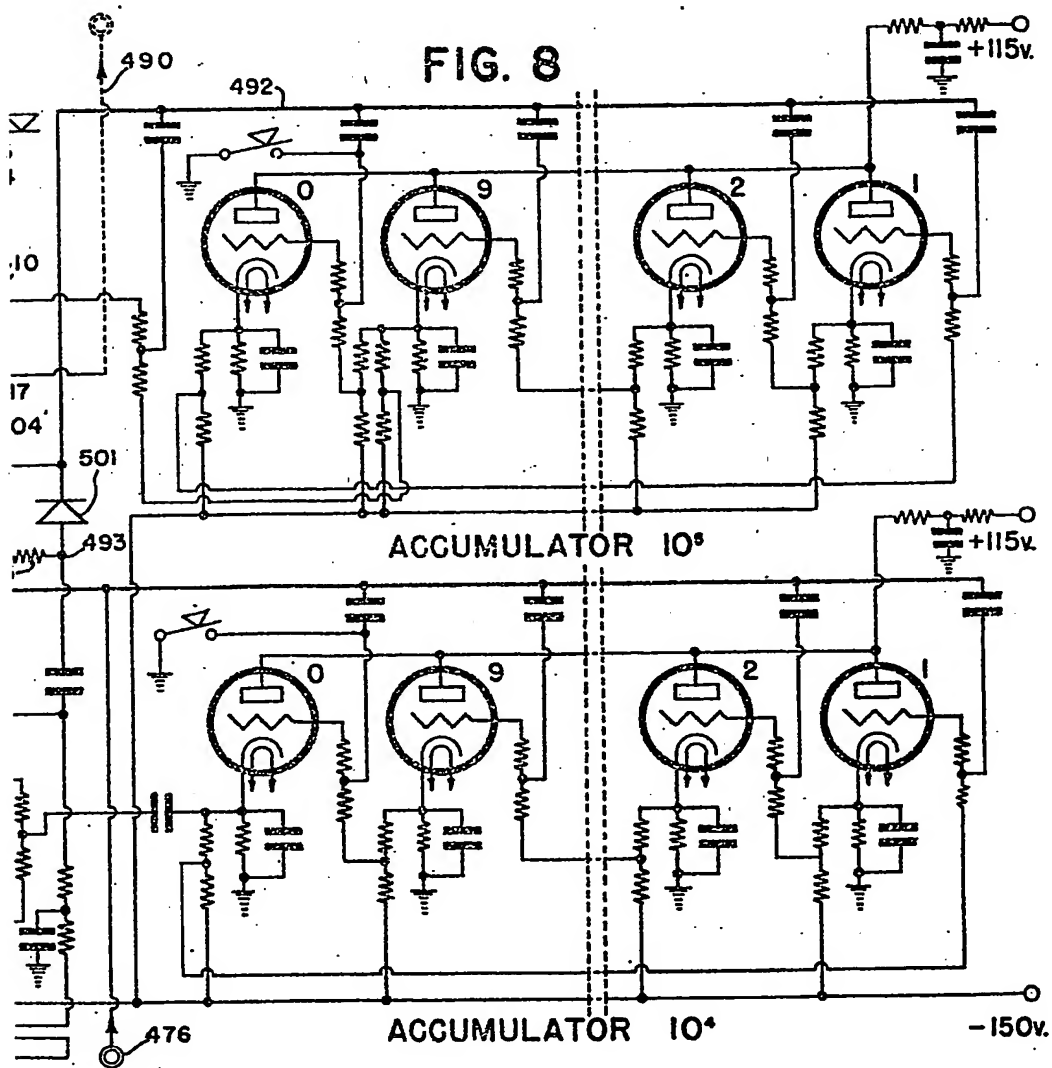 FIG. 8
490
492
+115v.
0
9
2
1
10
17
04'
501
493
ACCUMULATOR 10⁵
+115v.
0
9
2
1
476
ACCUMULATOR 10⁴
-150v.